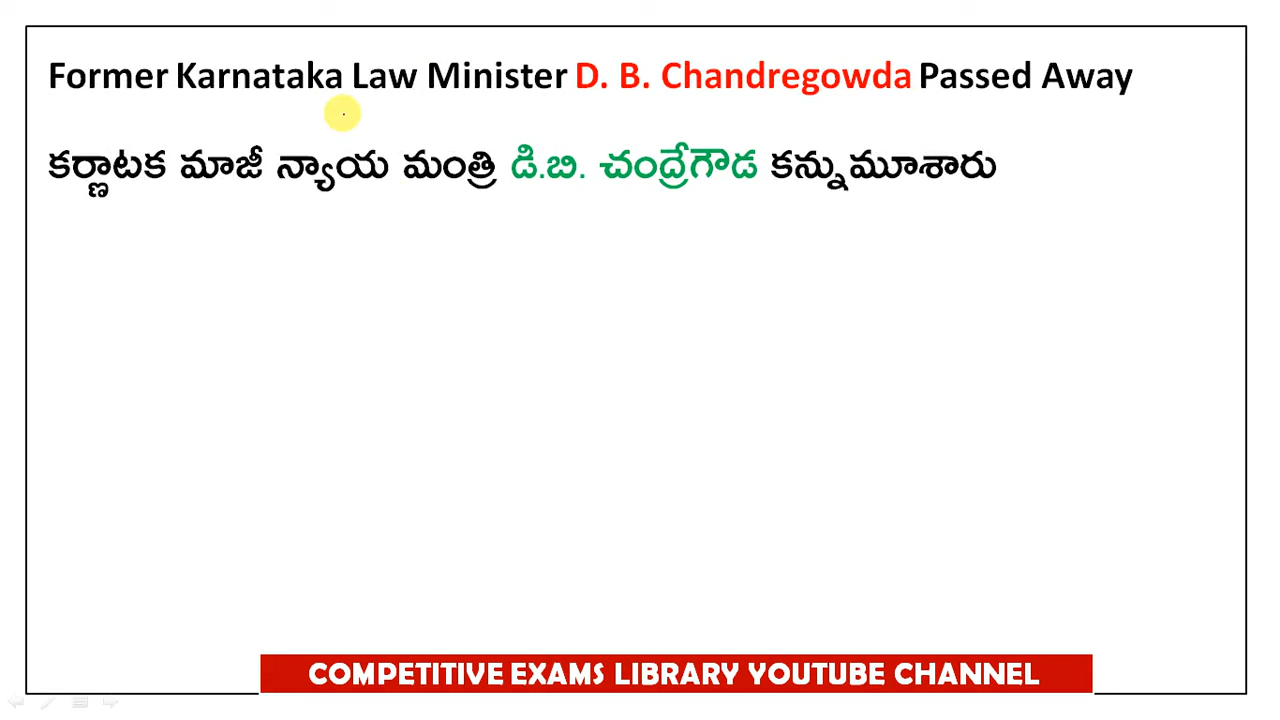 Former Karnataka Law Minister D. B. Chandregowda Passed Away
కర్ణాటక మాజీ న్యాయ మంత్రి డి.బి. చంద్రేగౌడ కన్నుమూశారు
COMPETITIVE EXAMS LIBRARY YOUTUBE CHANNEL